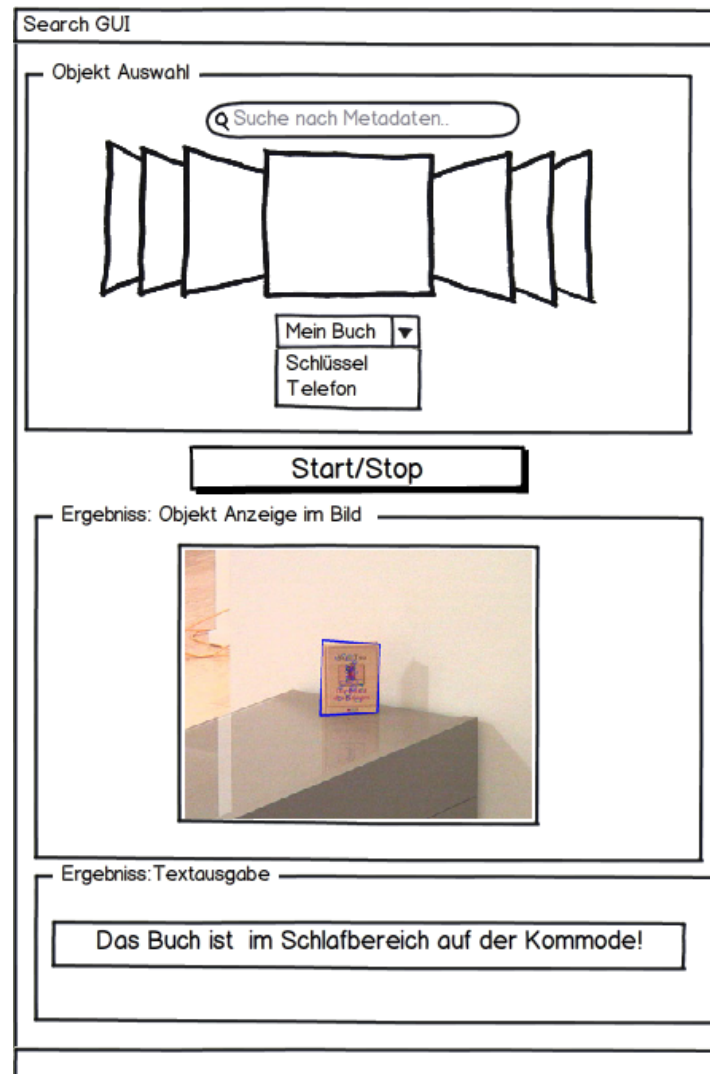 Search GUI
Objekt Auswahl
Suche nach Metadaten..
Mein Buch
Schlüssel
Telefon
Start/Stop
Ergebniss: Objekt Anzeige im Bild
Ergebniss:Textausgabe
Das Buch ist im Schlafbereich auf der Kommode!